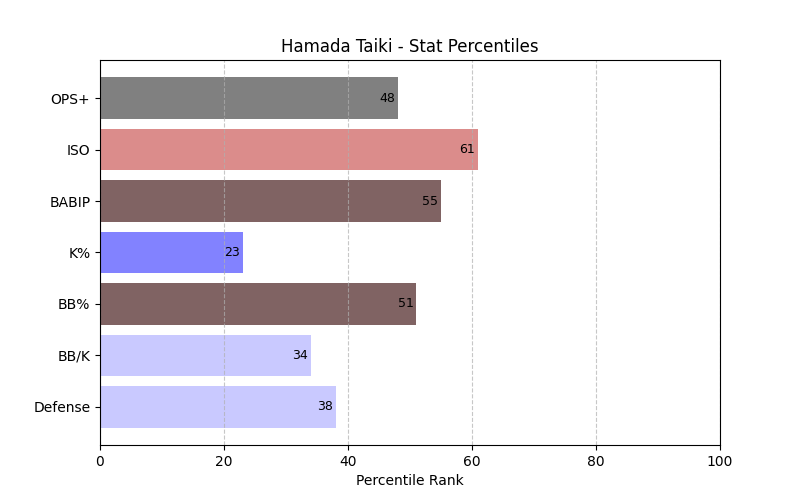 Hamada Taiki - Stat Percentiles
OPS+ 48
ISO 61
BABIP 55
K% 23
BB% 51
BB/K 34
Defense 38
0 20 40 60 80 100
Percentile Rank